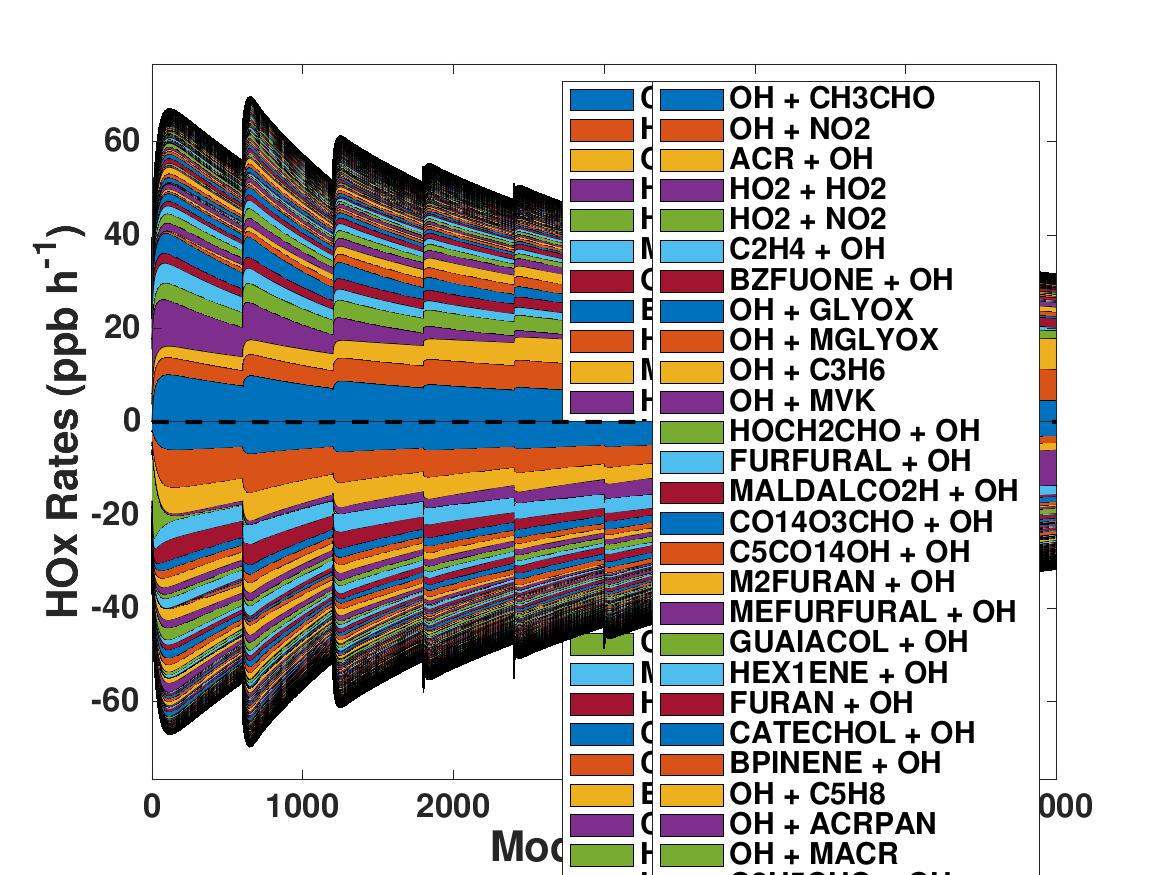 HOx Rates (ppb h-1)
60
40
20
0
-20
-40
-60
0
1000
2000
OH + CH3CHO
OH + NO2
ACR + OH
HO2 + HO2
HO2 + NO2
C2H4 + OH
BZFUONE + OH
OH + GLYOX
OH + MGLYOX
OH + C3H6
OH + MVK
HOCH2CHO + OH
FURFURAL + OH
MALDALCO2H + OH
CO14O3CHO + OH
C5CO14OH + OH
M2FURAN + OH
MEFURFURAL + OH
GUAIACOL + OH
HEX1ENE + OH
FURAN + OH
CATECHOL + OH
BPINENE + OH
OH + C5H8
OH + ACRPAN
OH + MACR